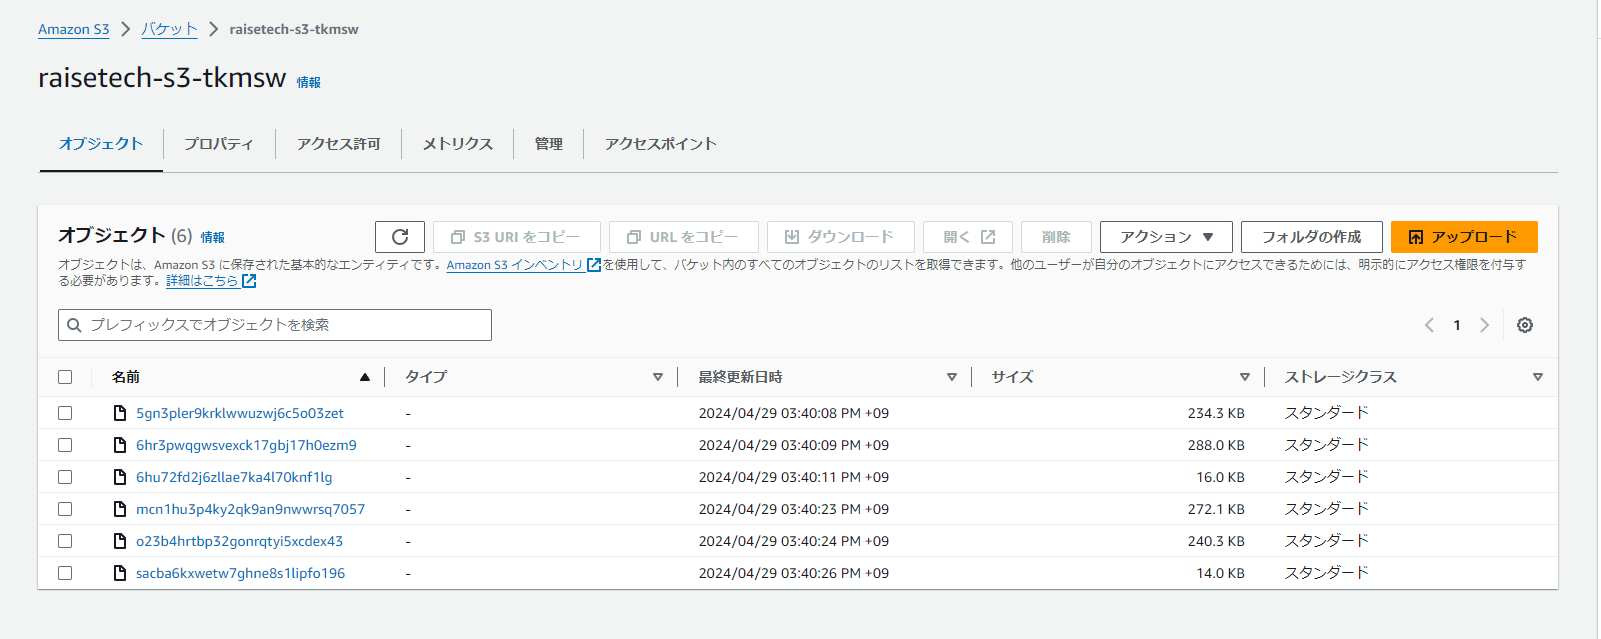 Amazon S3 > バケット > raisetech-s3-tkmsw
raisetech-s3-tkmsw 情報
オブジェクト プロパティ アクセス許可 メトリクス 管理 アクセスポイント
オブジェクト (6) 情報 S3 URI をコピー URL をコピー ダウンロード 開く 削除 アクション フォルダの作成 アップロード
オブジェクトは、Amazon S3 に保存された基本的なエンティティです。Amazon S3 インベントリ を使用して、バケット内のすべてのオブジェクトのリストを取得できます。他のユーザーが自分のオブジェクトにアクセスできるためには、明示的にアクセス権限を付与す
る必要があります。詳細はこちら
プレフィックスでオブジェクトを検索 1
名前 タイプ 最終更新日時 サイズ ストレージクラス
5gn3pler9krklwwuzwj6c5o03zet - 2024/04/29 03:40:08 PM +09 234.3 KB スタンダード
6hr3pwqgwsvexck17gbj17h0ezm9 - 2024/04/29 03:40:09 PM +09 288.0 KB スタンダード
6hu72fd2j6zllae7ka4l70knf1lg - 2024/04/29 03:40:11 PM +09 16.0 KB スタンダード
mcn1hu3p4ky2qk9an9nwwrsq7057 - 2024/04/29 03:40:23 PM +09 272.1 KB スタンダード
o23b4hrtbp32gonrqtyi5xcdex43 - 2024/04/29 03:40:24 PM +09 240.3 KB スタンダード
sacba6kxwetw7ghne8s1lipfo196 - 2024/04/29 03:40:26 PM +09 14.0 KB スタンダード